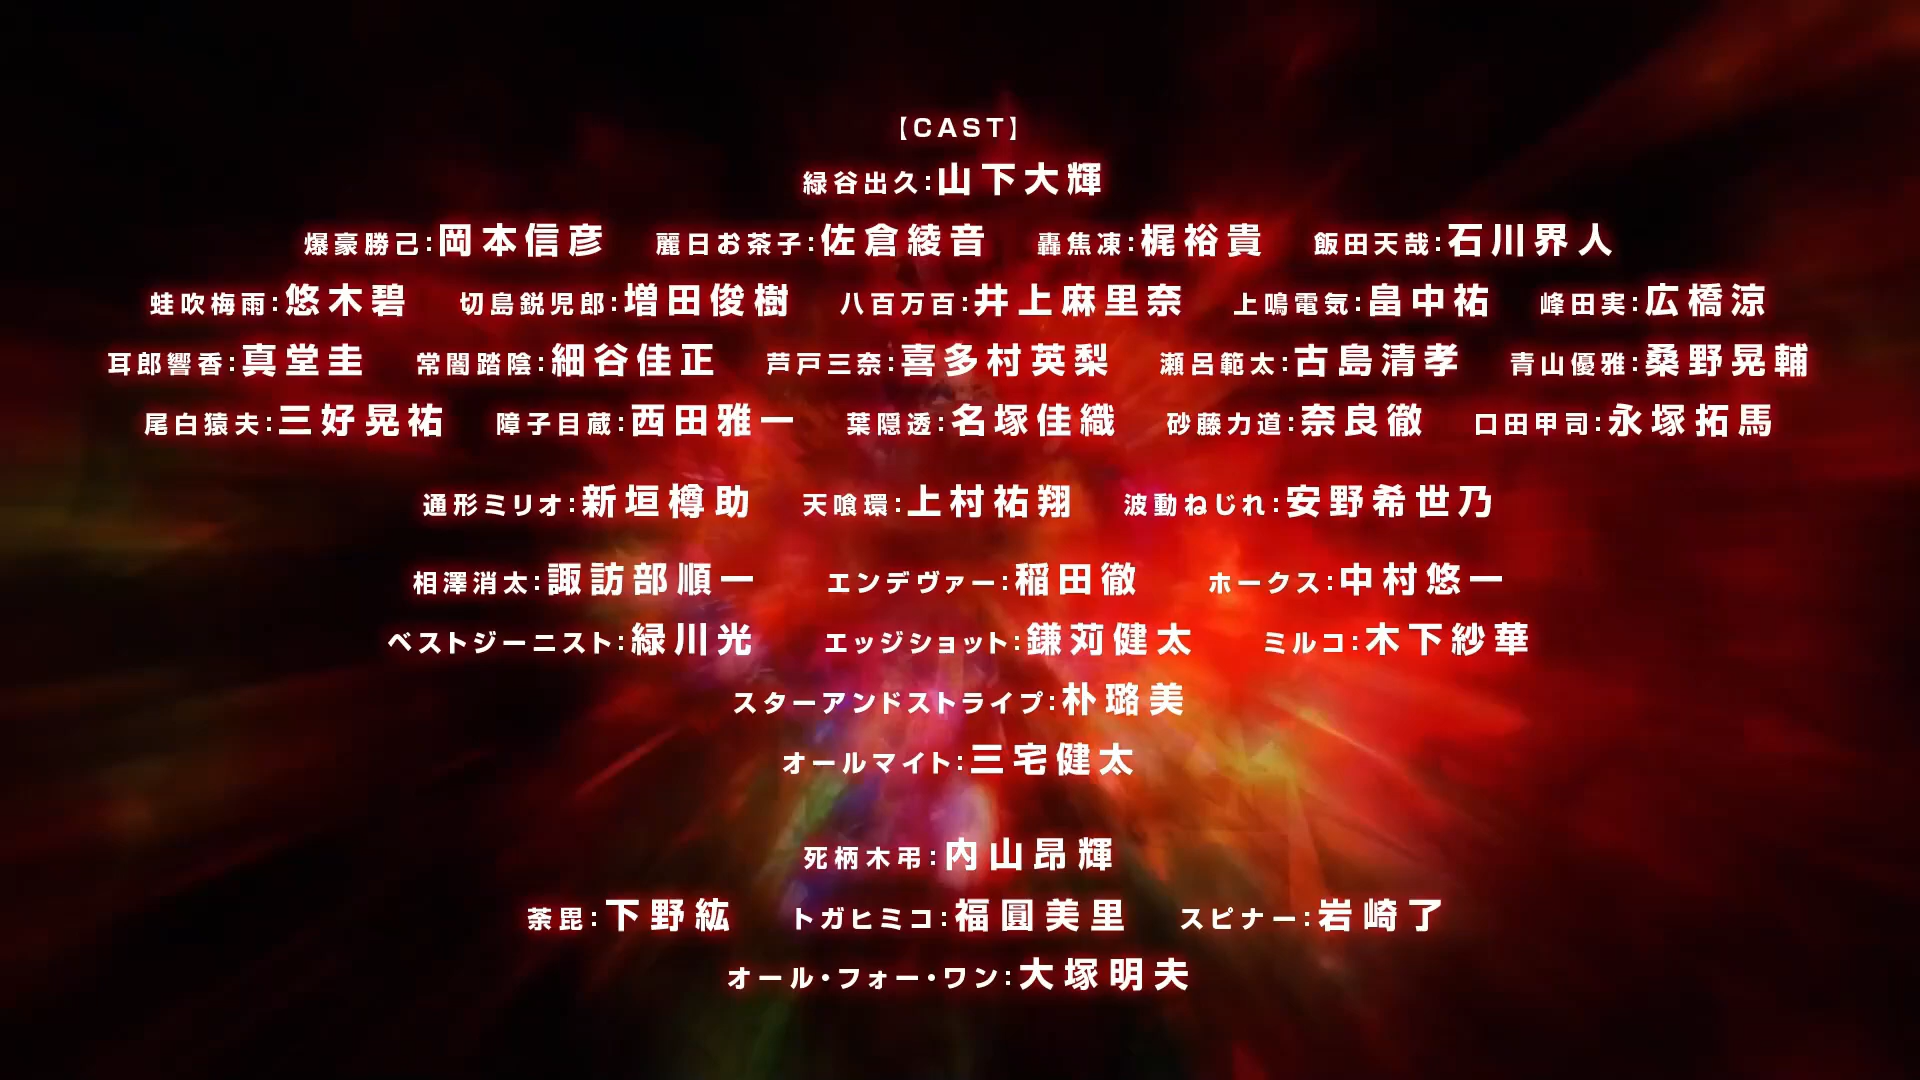 【CAST】
緑谷出久:山下大輝
爆豪勝己:岡本信彦 麗日お茶子:佐倉綾音 轟焦凍:梶裕貴 飯田天哉:石川界人
蛙吹梅雨:悠木碧 切島鋭児郎:増田俊樹 八百万百:井上麻里奈 上鳴電気:畠中祐 峰田実:広橋涼
耳郎響香:真堂圭 常闇踏陰:細谷佳正 芦戸三奈:喜多村英梨 瀬呂範太:古島清孝 青山優雅:桑野晃輔
尾白猿夫:三好晃祐 障子目蔵:西田雅一 葉隠透:名塚佳織 砂藤力道:奈良徹 口田甲司:永塚拓馬
通形ミリオ:新垣樽助 天喰環:上村祐翔 波動ねじれ:安野希世乃
相澤消太:諏訪部順一 エンデヴァー:稲田徹 ホークス:中村悠一
ベストジーニスト:緑川光 エッジショット:鎌苅健太 ミルコ:木下紗華
スターアンドストライプ:朴璐美
オールマイト:三宅健太
死柄木弔:内山昂輝
荼毘:下野紘 トガヒミコ:福圓美里 スピナー:岩崎了
オール・フォー・ワン:大塚明夫